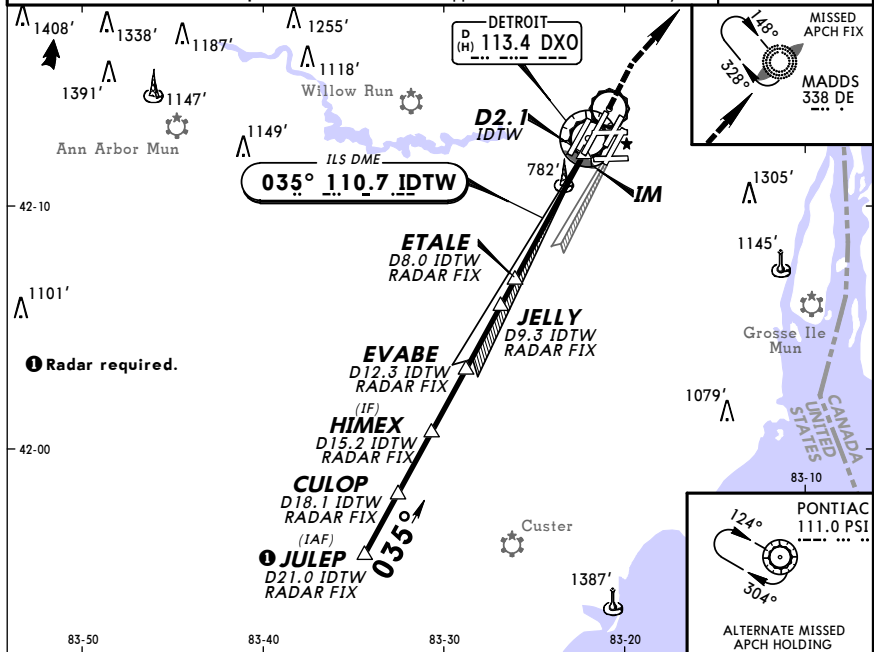 1408'
1338'
1187'
1255'
1118'
1391'
1147'
Willow Run
Ann Arbor Mun
1149'
DETROIT
D
(H) 113.4 DXO
D2.1
IDTW
148°
328°
MISSED
APCH FIX
MADDS
338 DE
ILS DME
035° 110.7 IDTW
782'
IM
42-10
1305'
1145'
ETALE
D8.0 IDTW
RADAR FIX
1101'
JELLY
D9.3 IDTW
RADAR FIX
Grosse Ile
Mun
1 Radar required.
EVABE
D12.3 IDTW
RADAR FIX
1079'
CANADA
UNITED
STATES
(IF)
HIMEX
D15.2 IDTW
RADAR FIX
42-00
83-10
CULOP
D18.1 IDTW
RADAR FIX
035°
(IAF)
1 JULEP
D21.0 IDTW
RADAR FIX
Custer
1387'
PONTIAC
111.0 PSI
124°
304°
ALTERNATE MISSED
APCH HOLDING
83-50
83-40
83-30
83-20